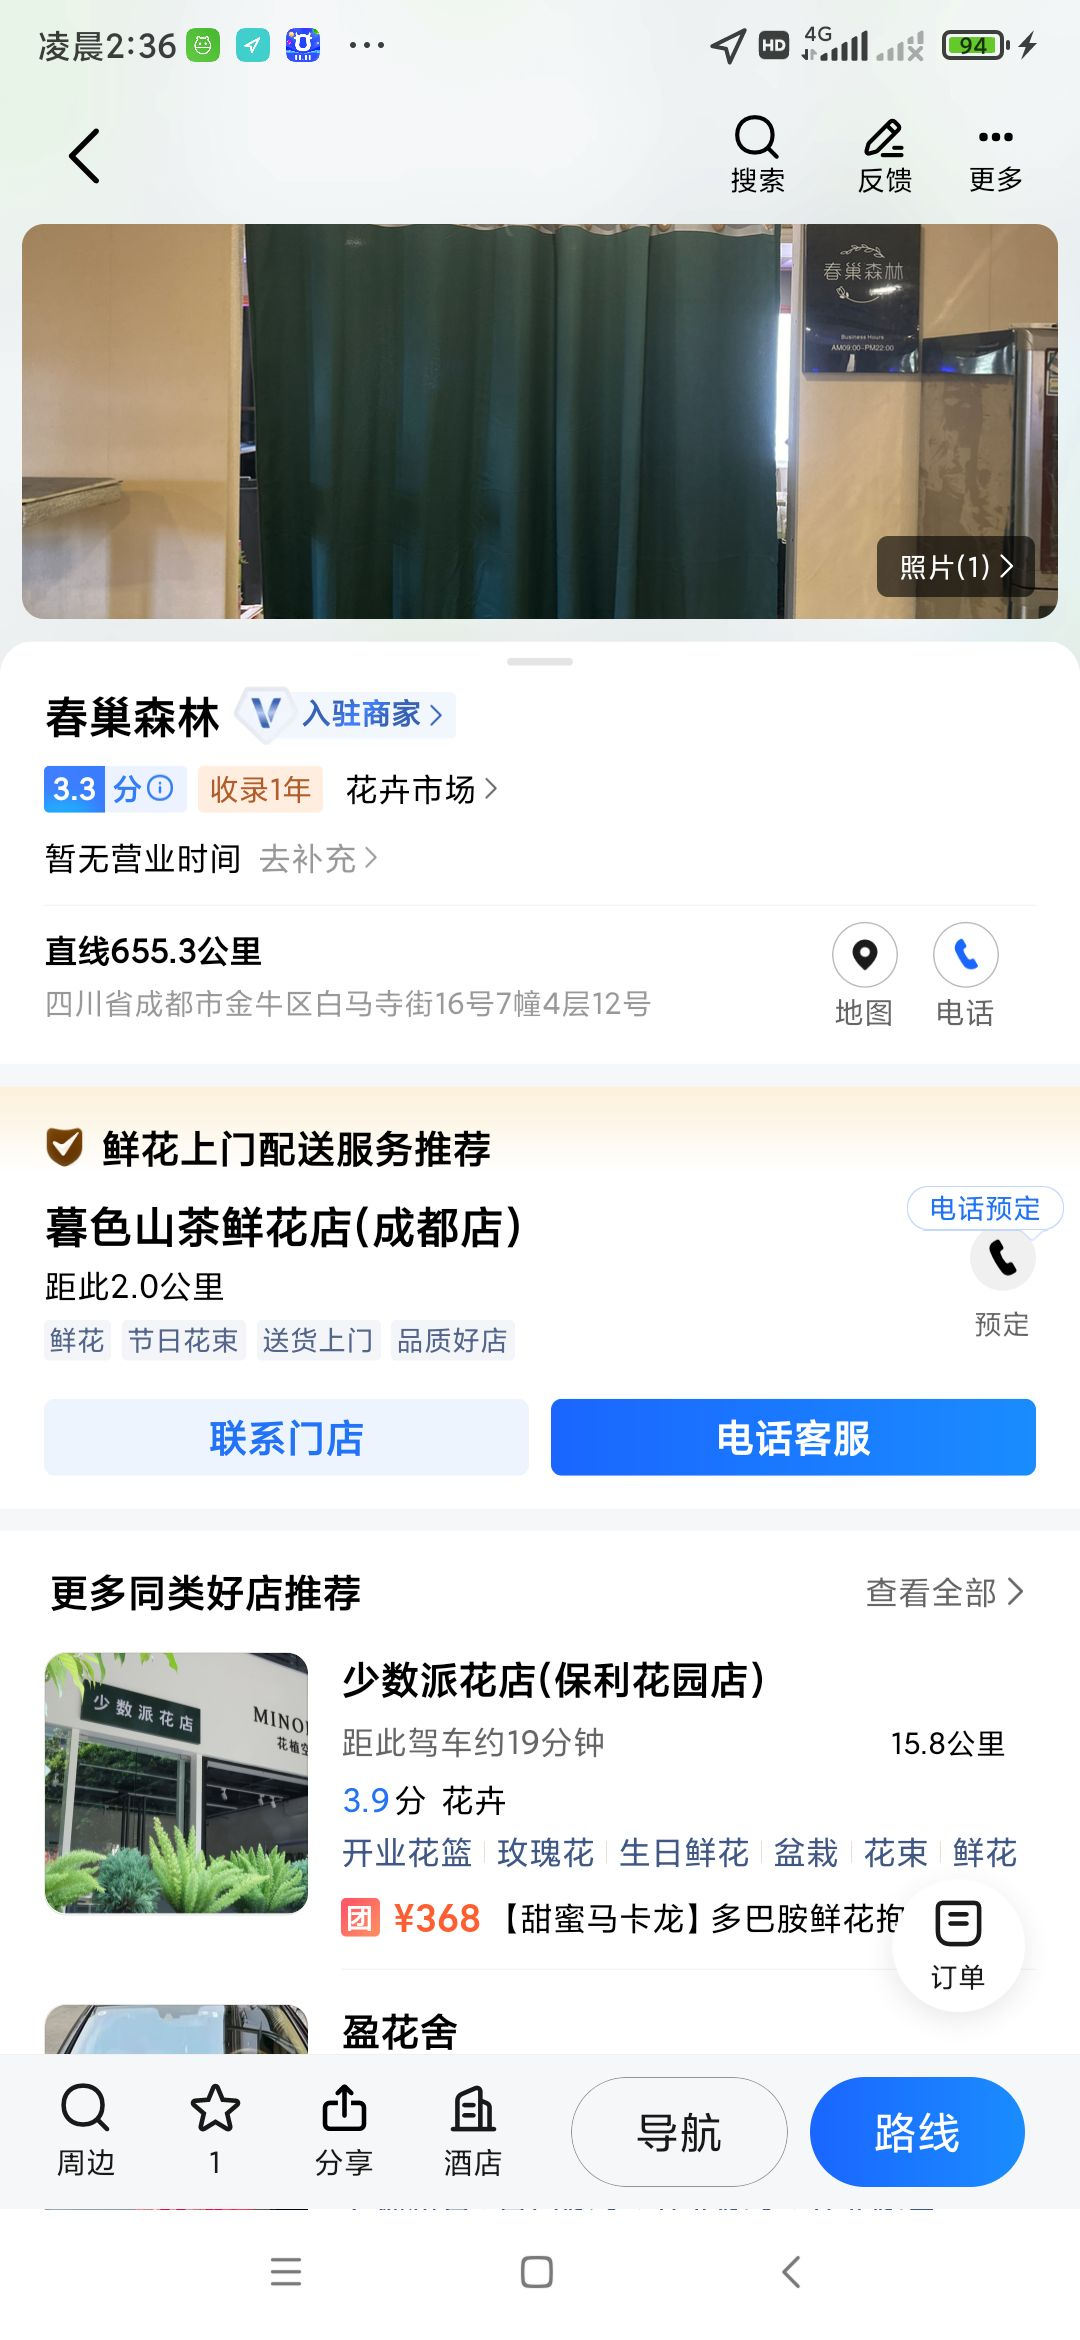 凌晨2:36
HD 4G 94
搜索 反馈 更多
春巢森林
Business Hours
AM09:00-PM22:00
照片(1)
春巢森林 入驻商家
3.3 分 收录1年 花卉市场
暂无营业时间 去补充
直线655.3公里
四川省成都市金牛区白马寺街16号7幢4层12号
地图 电话
鲜花上门配送服务推荐
暮色山茶鲜花店(成都店)
电话预定
距此2.0公里
预定
鲜花 节日花束 送货上门 品质好店
联系门店 电话客服
更多同类好店推荐 查看全部
少数派花店
MINO
花植空
少数派花店(保利花园店)
距此驾车约19分钟 15.8公里
3.9分 花卉
开业花篮 玫瑰花 生日鲜花 盆栽 花束 鲜花
团 ¥368 【甜蜜马卡龙】多巴胺鲜花抱
订单
盈花舍
周边 1 分享 酒店 导航 路线